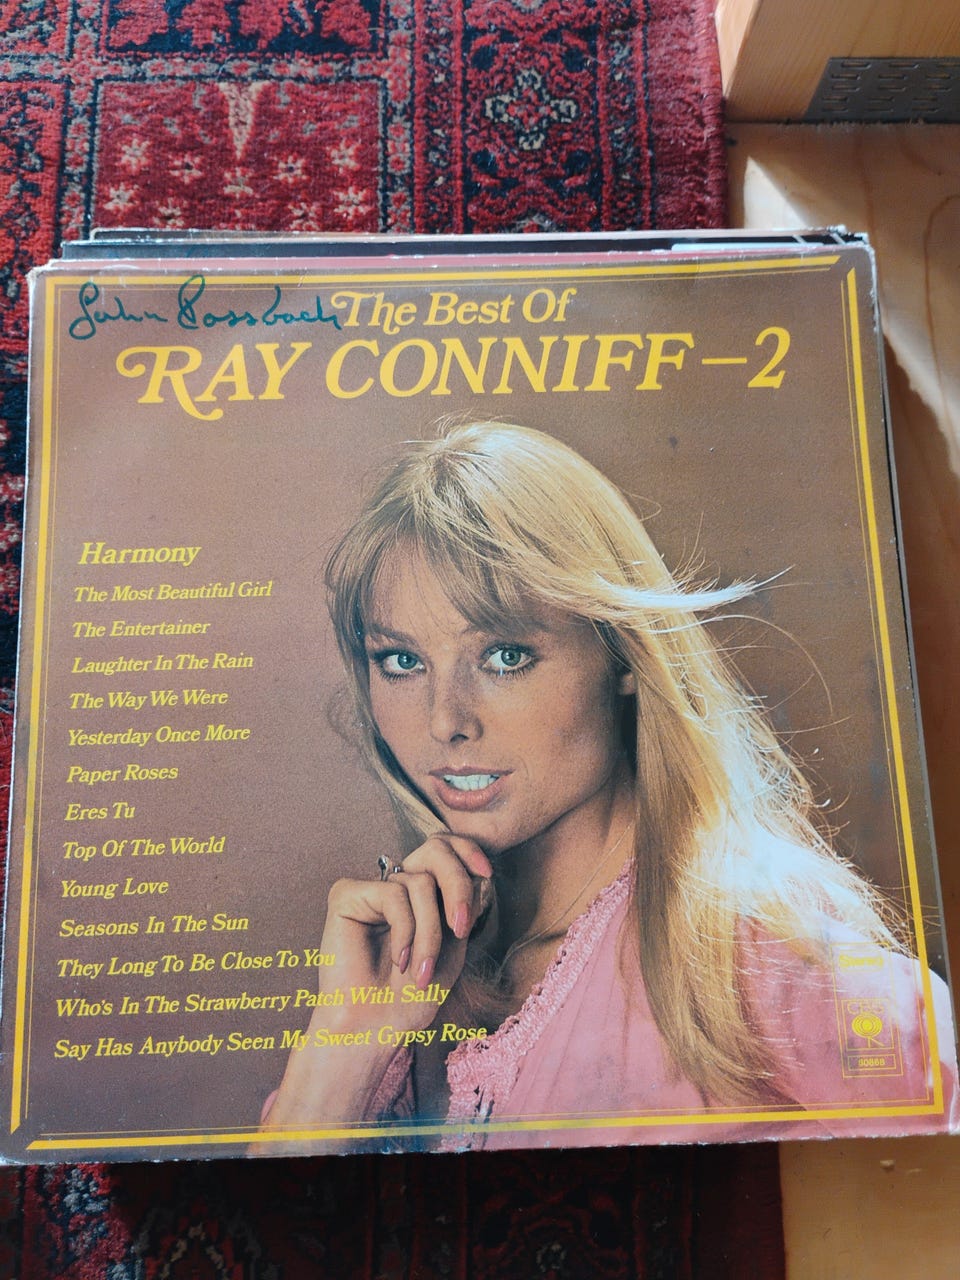 The Best Of
RAY CONNIFF – 2
Harmony
The Most Beautiful Girl
The Entertainer
Laughter In The Rain
The Way We Were
Yesterday Once More
Paper Roses
Eres Tu
Top Of The World
Young Love
Seasons In The Sun
They Long To Be Close To You
Who's In The Strawberry Patch With Sally
Say Has Anybody Seen My Sweet Gypsy Rose
Stereo
CBS